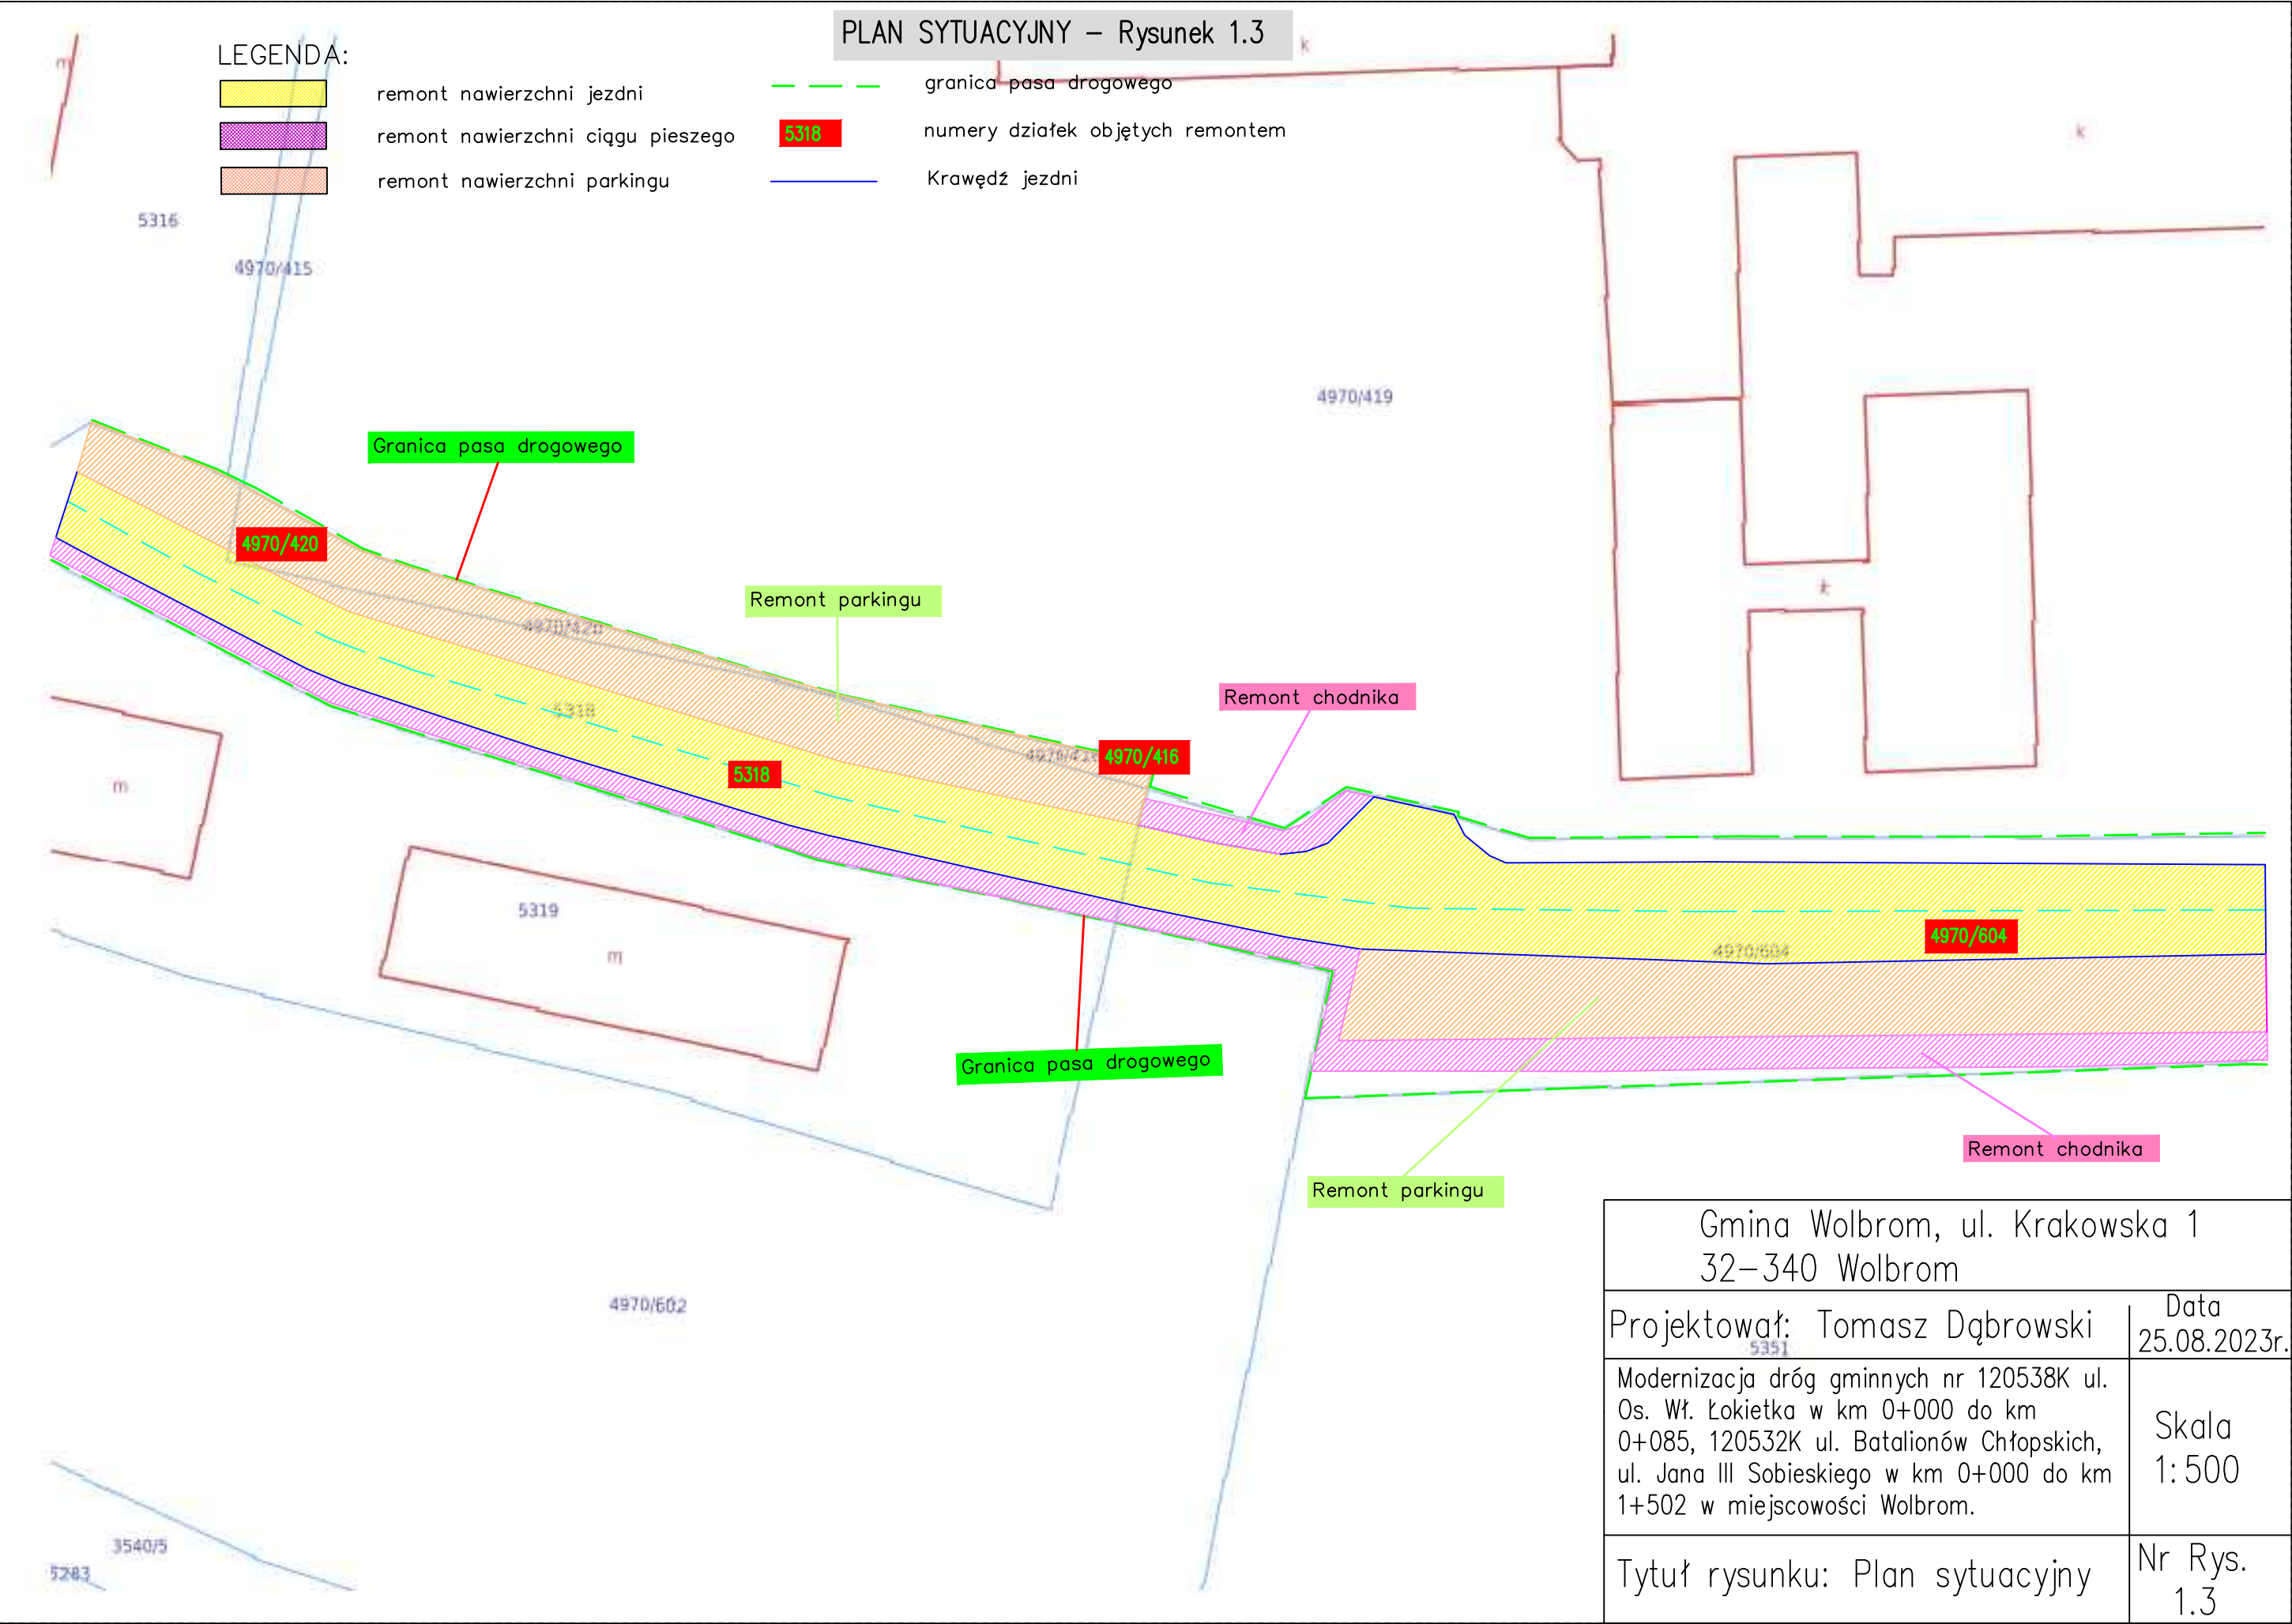 PLAN SYTUACYJNY – Rysunek 1.3
LEGENDA:
remont nawierzchni jezdni
remont nawierzchni ciągu pieszego
remont nawierzchni parkingu
granica pasa drogowego
5318
numery działek objętych remontem
Krawędź jezdni
m
k
k
5316
4970/415
4970/419
Granica pasa drogowego
4970/420
Remont parkingu
k
4970/420
Remont chodnika
5318
4970/416
4970/416
5318
m
5319
m
4970/604
4970/604
Granica pasa drogowego
Remont chodnika
Remont parkingu
4970/602
3540/5
5283
Gmina Wolbrom, ul. Krakowska 1
32–340 Wolbrom
Projektował: Tomasz Dąbrowski
5351
Data
25.08.2023r.
Modernizacja dróg gminnych nr 120538K ul.
Os. Wł. Łokietka w km 0+000 do km
0+085, 120532K ul. Batalionów Chłopskich,
ul. Jana III Sobieskiego w km 0+000 do km
1+502 w miejscowości Wolbrom.
Skala
1:500
Tytuł rysunku: Plan sytuacyjny
Nr Rys.
1.3